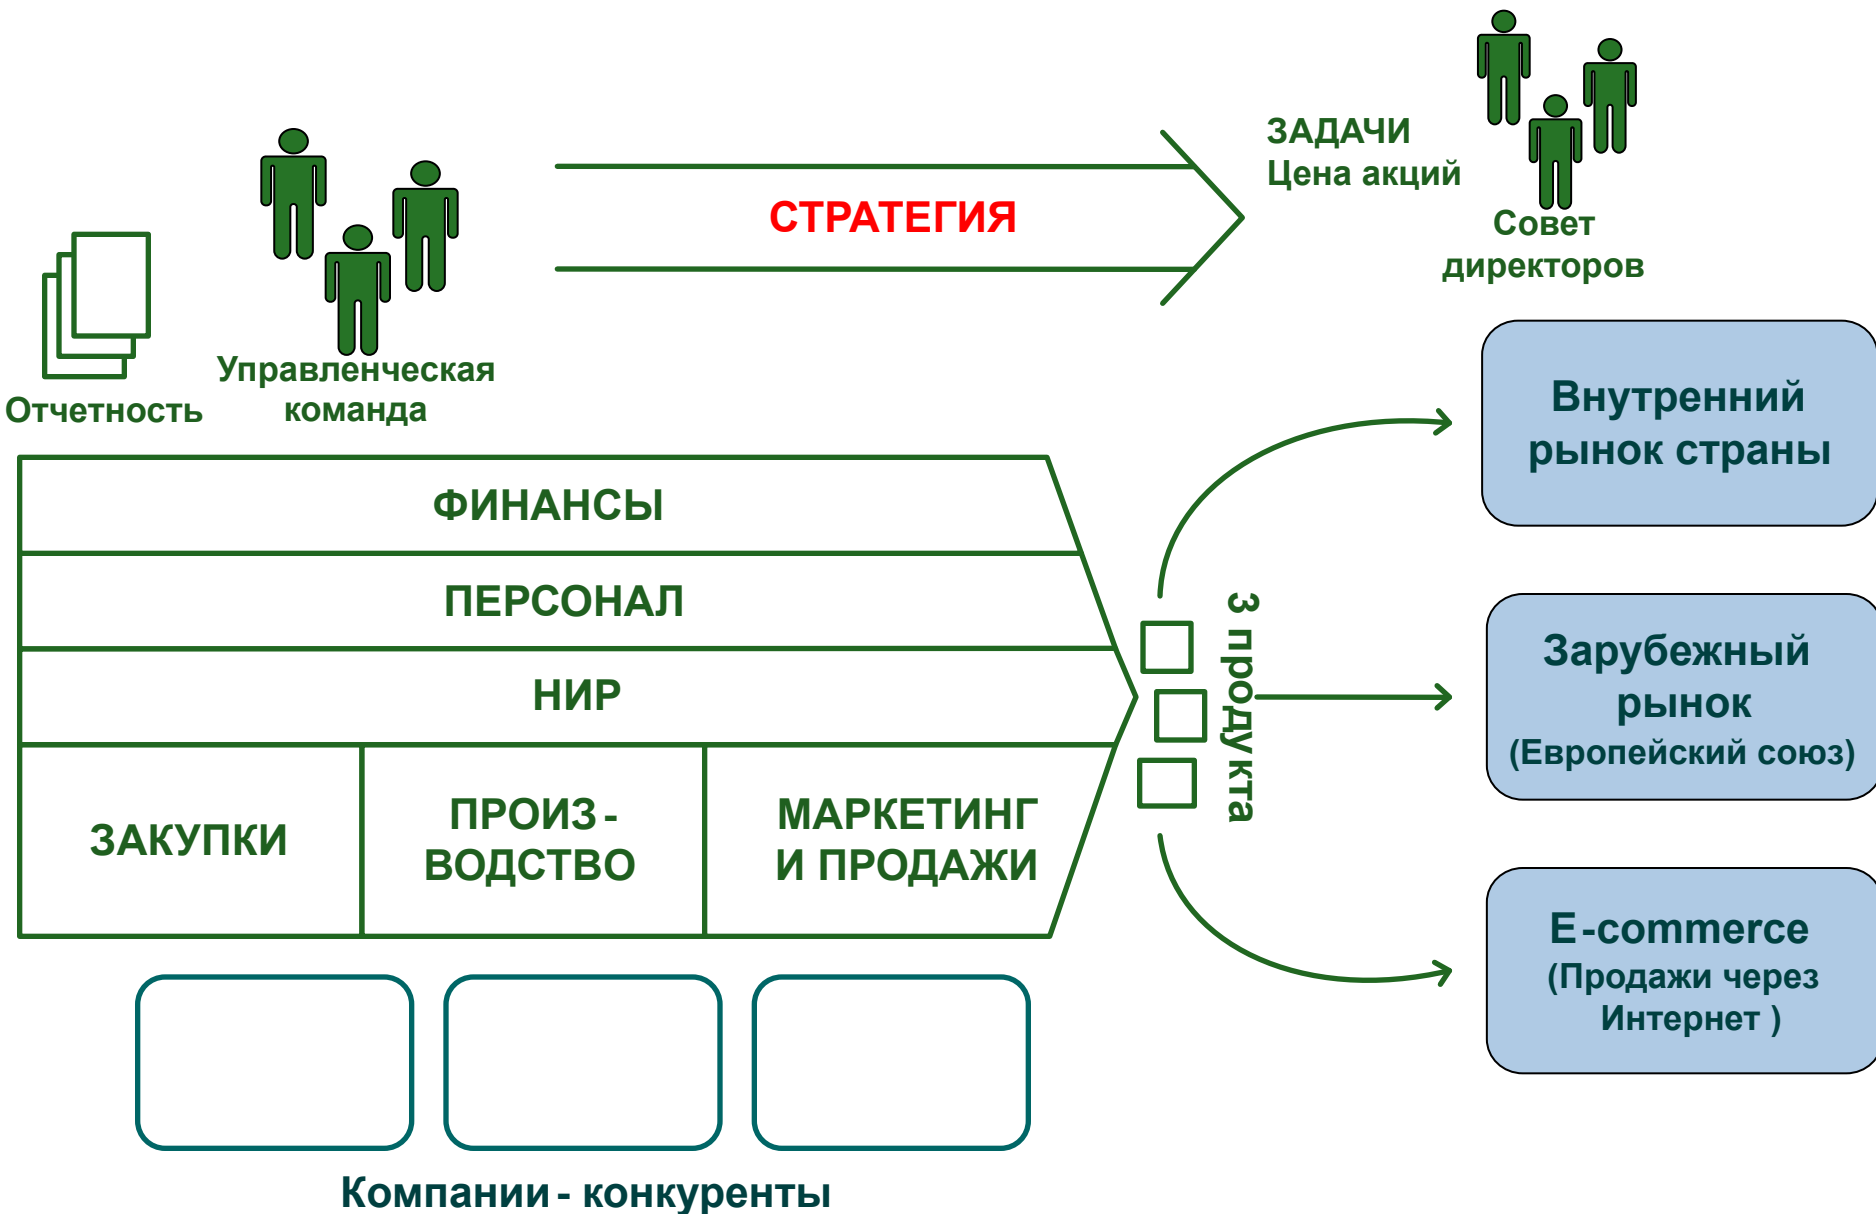 ЗАДАЧИ
Цена акций
СТРАТЕГИЯ
Совет
директоров
Управленческая
команда
Отчетность
ФИНАНСЫ
ПЕРСОНАЛ
НИР
ЗАКУПКИ
ПРОИЗ-
ВОДСТВО
МАРКЕТИНГ
И ПРОДАЖИ
3 продукта
Внутренний
рынок страны
Зарубежный
рынок
(Европейский союз)
E-commerce
(Продажи через
Интернет )
Компании - конкуренты